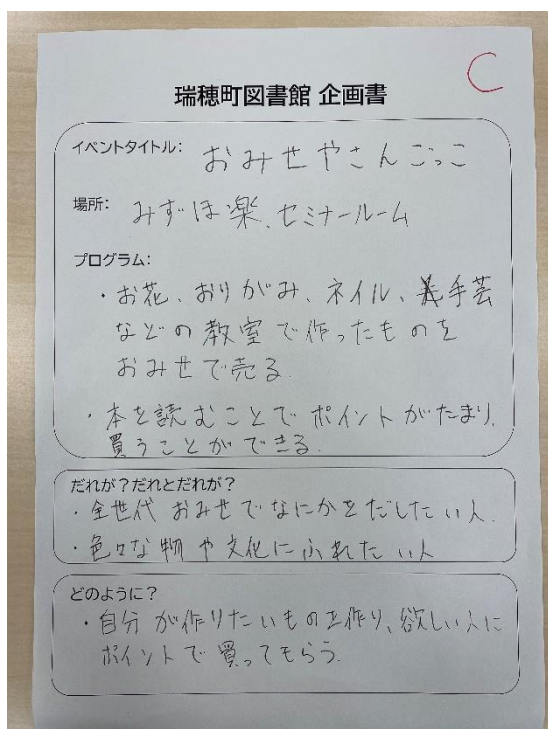 C
瑞穂町図書館 企画書
イベントタイトル: おみせやさんごっこ
場所: みずほ楽、セミナールーム
プログラム:
・お花、おりがみ、ネイル、手芸
などの教室で作ったものを
おみせで売る.
・本を読むことでポイントがたまり、
買うことができる.
だれが?だれとだれが?
・全世代 おみせでなにかをだしたい人.
・色々な物や文化にふれたい人
どのように?
・自分が作りたいものを作り、欲しい人に
ポイントで買ってもらう.